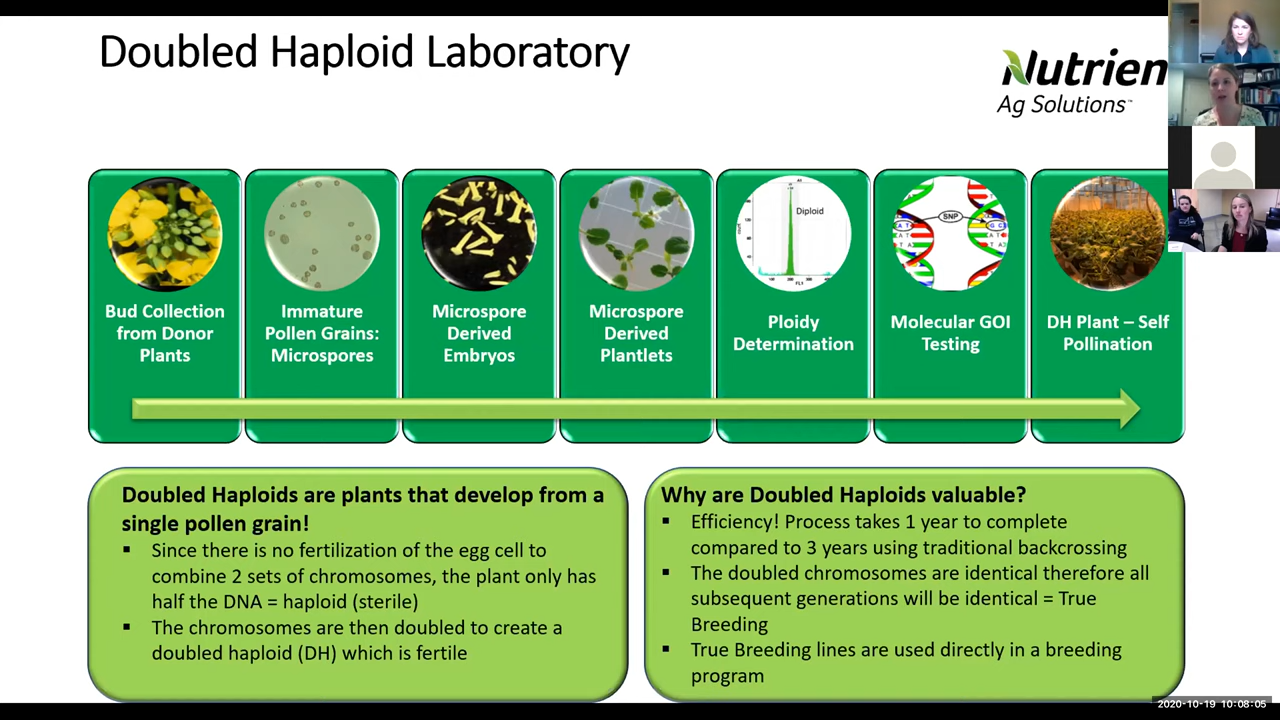 Doubled Haploid Laboratory
Nutrien
Ag Solutions™
Diploid
SNP
Bud Collection
from Donor
Plants
Immature
Pollen Grains:
Microspores
Microspore
Derived
Embryos
Microspore
Derived
Plantlets
Ploidy
Determination
Molecular GOI
Testing
DH Plant – Self
Pollination
Doubled Haploids are plants that develop from a
single pollen grain!
▪ Since there is no fertilization of the egg cell to
combine 2 sets of chromosomes, the plant only has
half the DNA = haploid (sterile)
▪ The chromosomes are then doubled to create a
doubled haploid (DH) which is fertile
Why are Doubled Haploids valuable?
▪ Efficiency! Process takes 1 year to complete
compared to 3 years using traditional backcrossing
▪ The doubled chromosomes are identical therefore all
subsequent generations will be identical = True
Breeding
▪ True Breeding lines are used directly in a breeding
program
2020-10-19 10:08:05